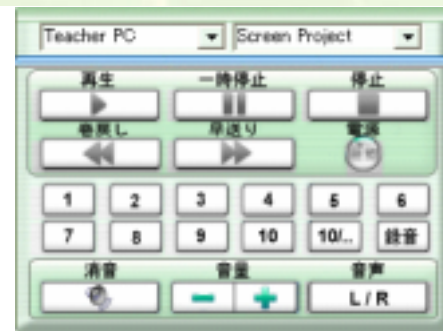 Teacher PC Screen Project
再生 一時停止 停止
巻戻し 早送り 電源
1 2 3 4 5 6
7 8 9 10 10/.. 録音
消音 音量 音声
L / R